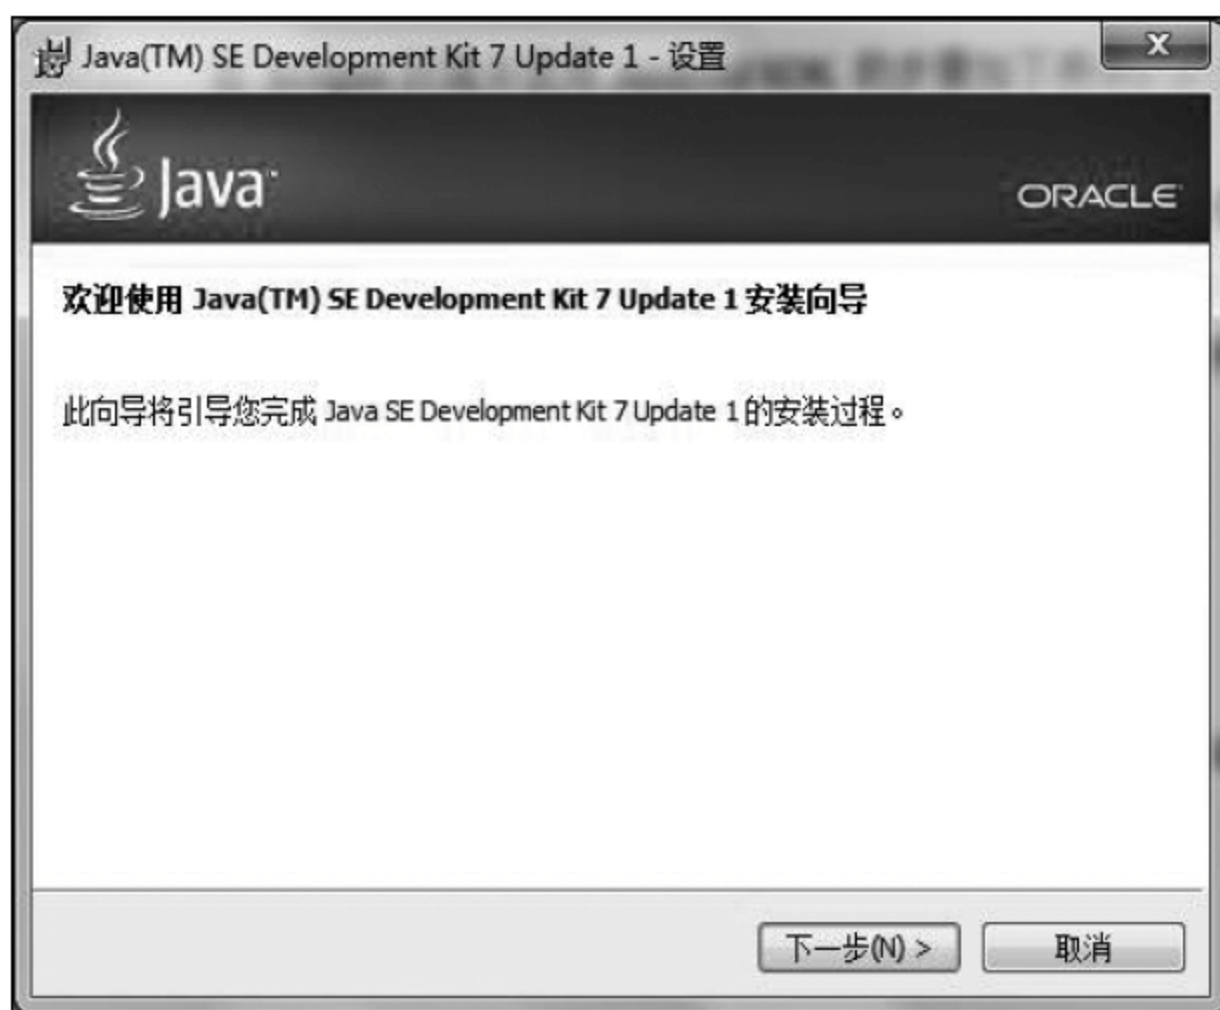 Java(TM) SE Development Kit 7 Update 1 - 设置
Java
ORACLE
欢迎使用 Java(TM) SE Development Kit 7 Update 1 安装向导
此向导将引导您完成 Java SE Development Kit 7 Update 1 的安装过程。
下一步(N) >
取消